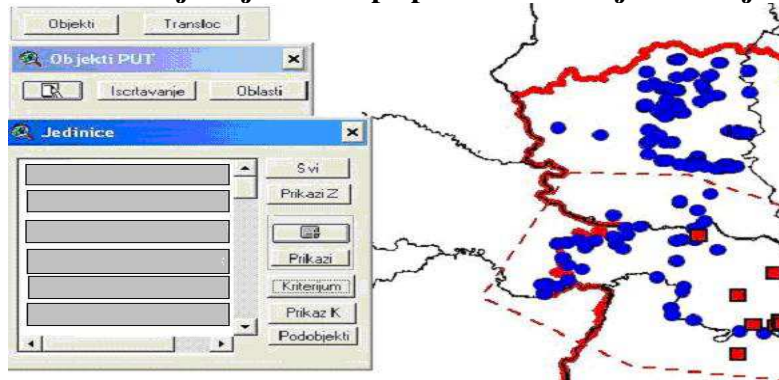 Objekti Transloc
Objekti PUT
Iscrtavanje Oblasti
Jedinice
Svi
Prikazi Z
Prikazi
Kriterijum
Prikaz K
Podobjekti